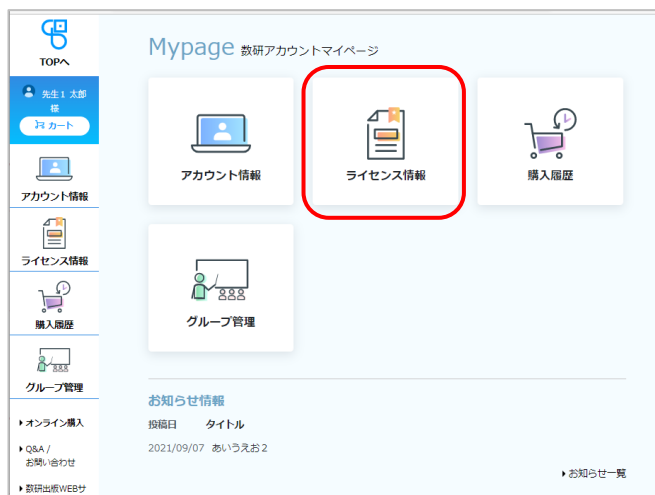 TOPへ
先生1 太郎
様
カート
アカウント情報
ライセンス情報
購入履歴
グループ管理
オンライン購入
Q&A /
お問い合わせ
数研出版WEBサ
Mypage 数研アカウントマイページ
アカウント情報
ライセンス情報
購入履歴
グループ管理
お知らせ情報
投稿日 タイトル
2021/09/07 あいうえお2
お知らせ一覧